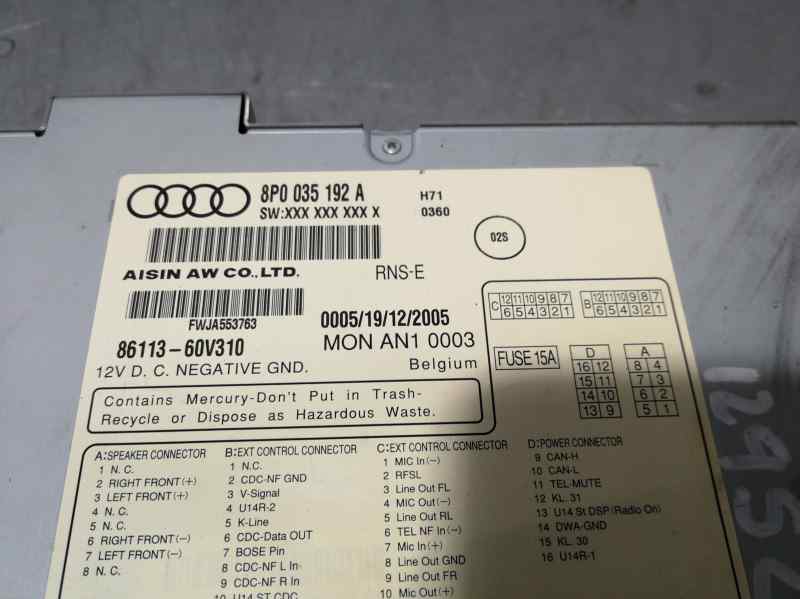 8P0 035 192 A
H71
SW:XXX XXX XXX X
0360
02S
AISIN AW CO.,LTD.
RNS-E
FWJA553763
0005/19/12/2005
86113-60V310
MON AN1 0003
12V D. C. NEGATIVE GND.
Belgium
Contains Mercury-Don't Put in Trash-
Recycle or Dispose as Hazardous Waste.
C
12 11 10 9 8 7
6 5 4 3 2 1
B
12 11 10 9 8 7
6 5 4 3 2 1
FUSE 15A
D
16 12
15 11
14 10
13 9
A
8 4
7 3
6 2
5 1
A:SPEAKER CONNECTOR
1 N. C.
2 RIGHT FRONT(+)
3 LEFT FRONT(+)
4 N. C.
5 N. C.
6 RIGHT FRONT(-)
7 LEFT FRONT(-)
8 N. C.
B:EXT CONTROL CONNECTOR
1 N.C.
2 CDC-NF GND
3 V-Signal
4 U14R-2
5 K-Line
6 CDC-Data OUT
7 BOSE Pin
8 CDC-NF L In
9 CDC-NF R In
10 U14 ST CDC
C:EXT CONTROL CONNECTOR
1 MIC In(-)
2 RFSL
3 Line Out FL
4 MIC Out(-)
5 Line Out RL
6 TEL NF In(-)
7 Mic In(+)
8 Line Out GND
9 Line Out FR
10 Mic Out(+)
D:POWER CONNECTOR
9 CAN-H
10 CAN-L
11 TEL-MUTE
12 KL. 31
13 U14 St DSP (Radio On)
14 DWA-GND
15 KL. 30
16 U14R-1